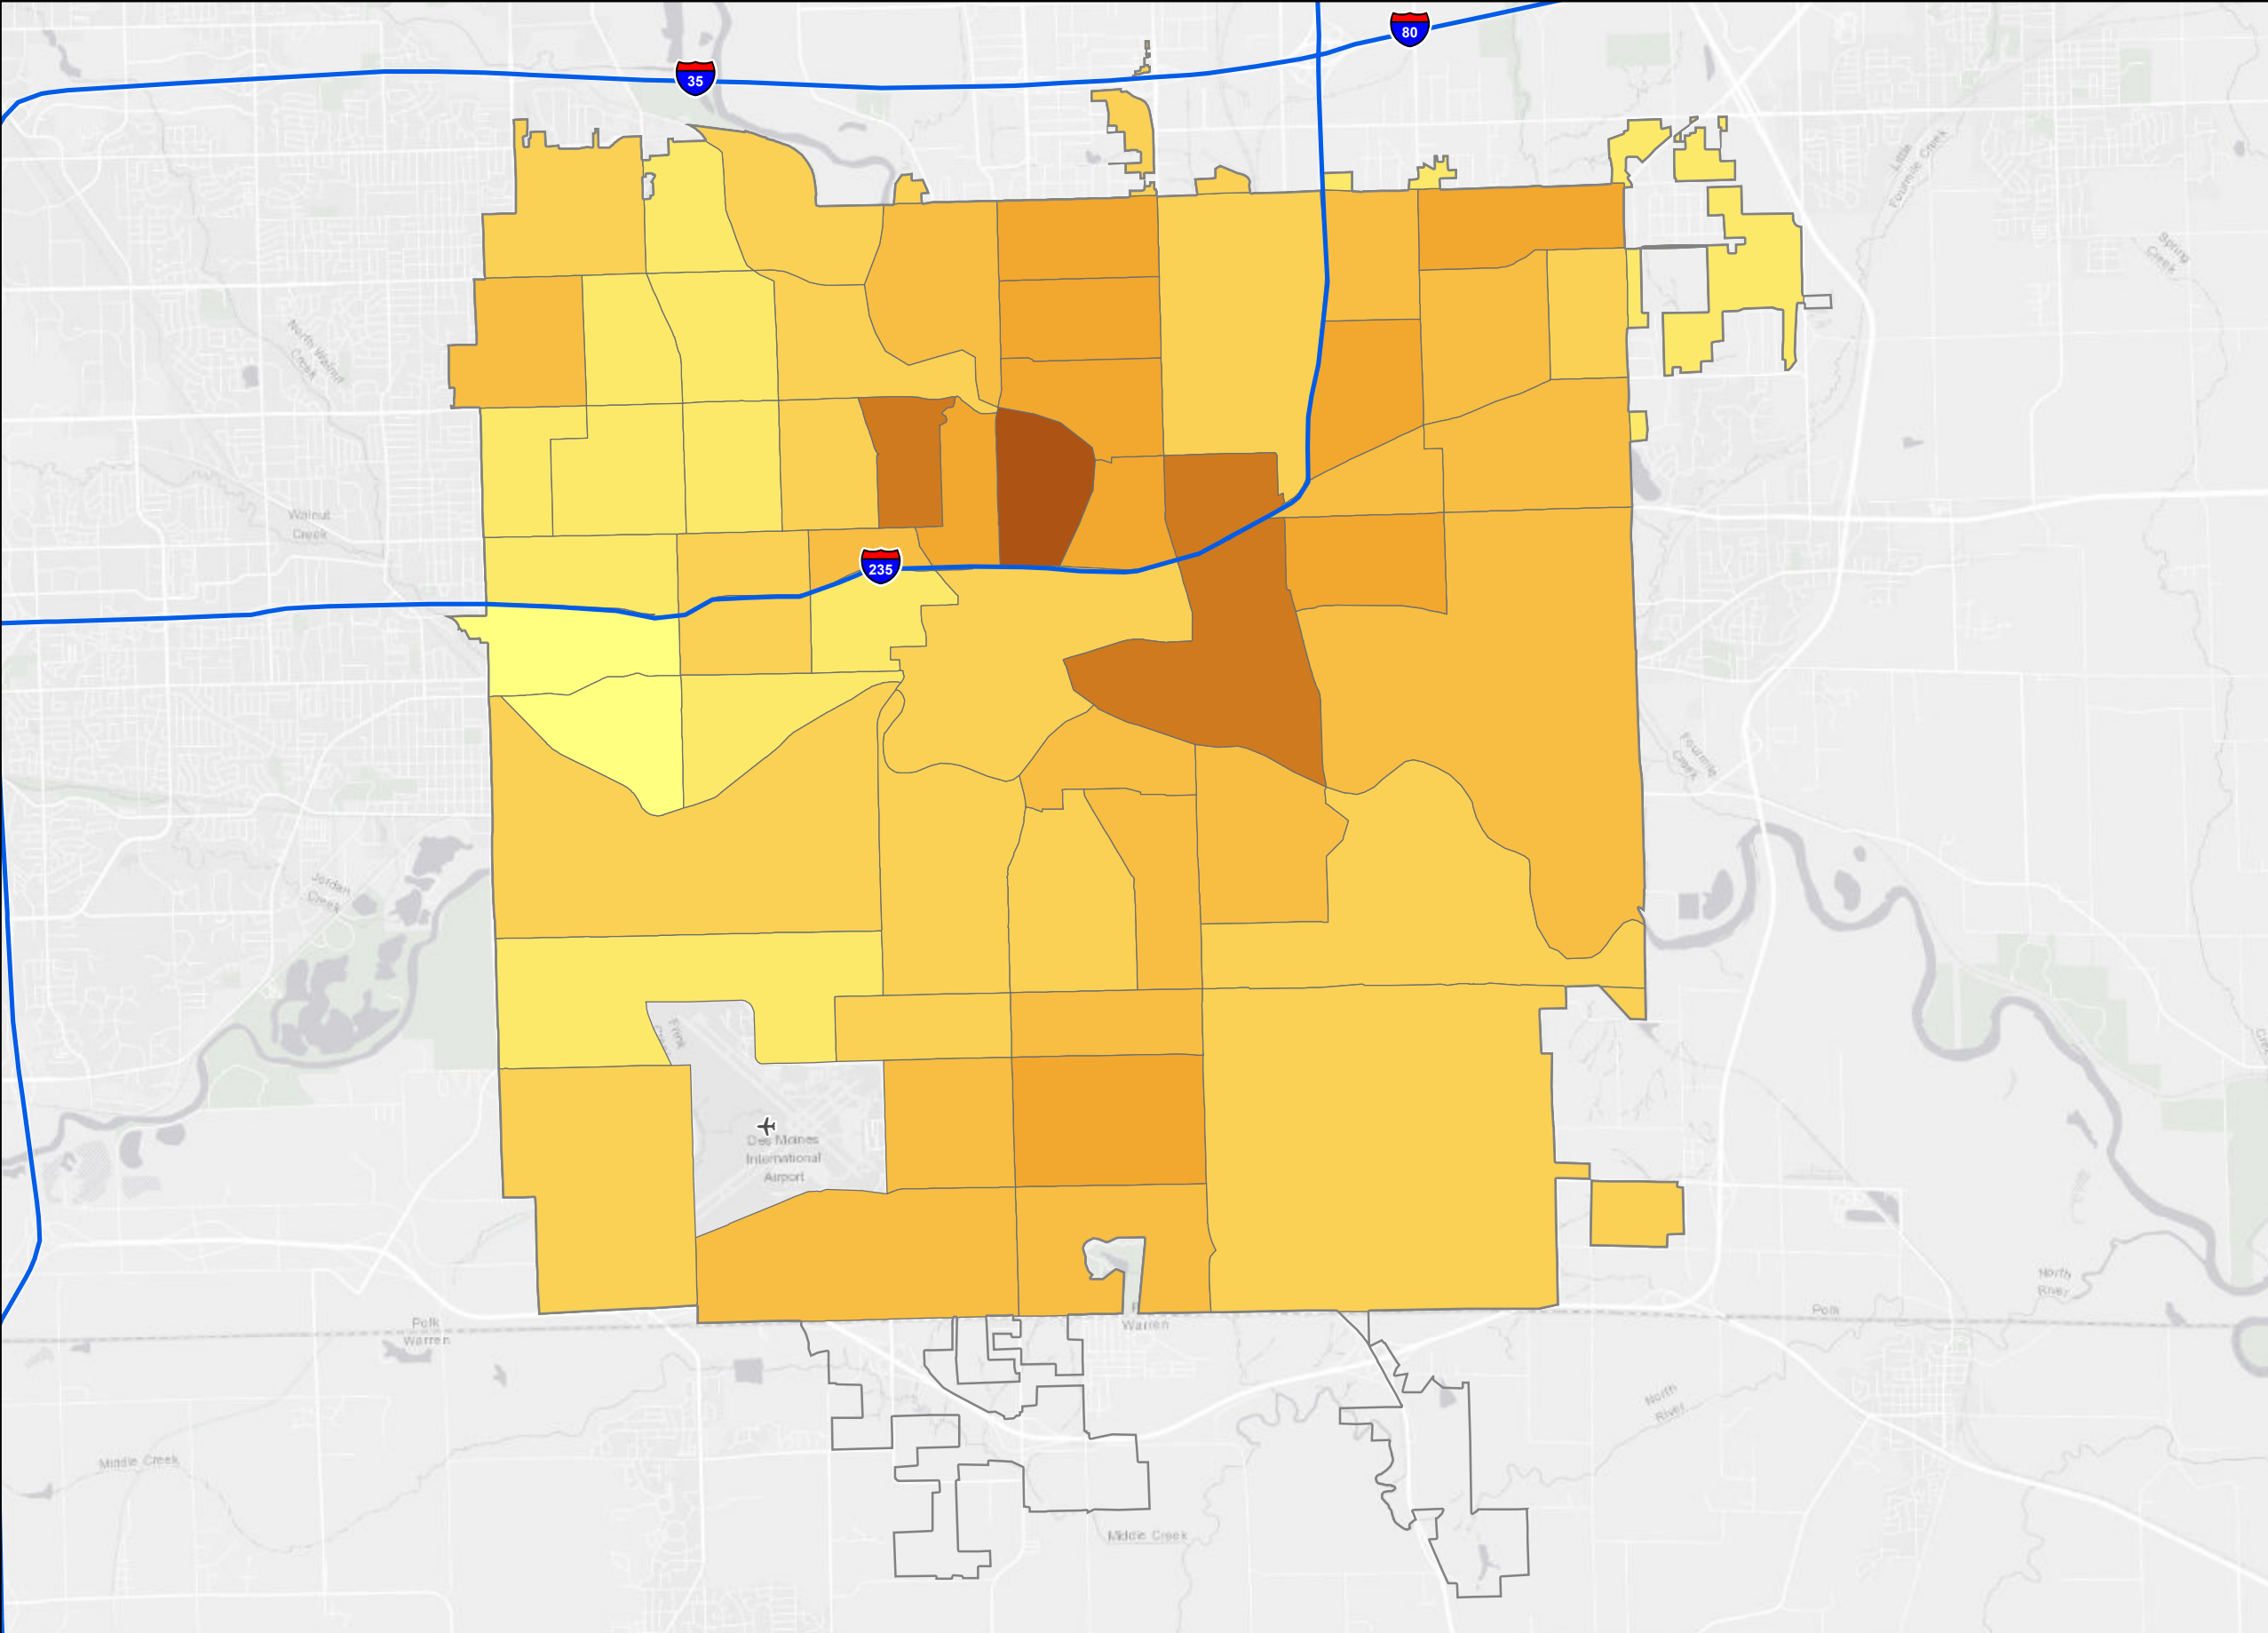 80
35
Little
Fourmile Creek
Spring
Creek
North Walnut
Creek
Walnut
Creek
235
Fourmile
Creek
Jordan
Creek
Des Moines
International
Airport
North
River
Polk
Polk
Warren
Warren
North
River
Middle Creek
Middle Creek